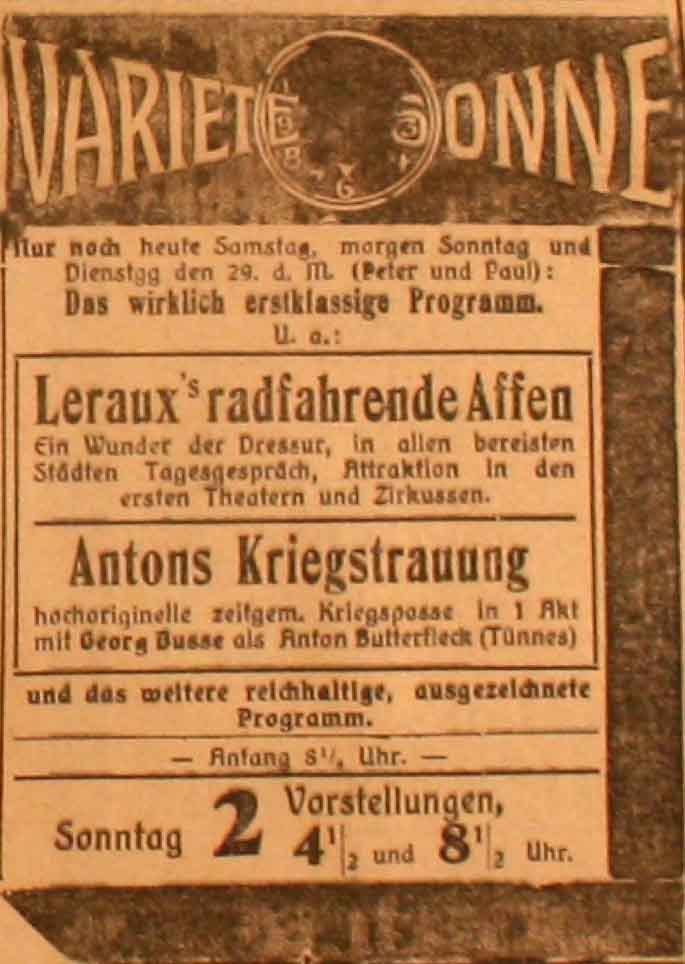 VARIETE SONNE
Nur noch heute Samstag, morgen Sonntag und
Dienstag den 29. d. M. (Peter und Paul):
Das wirklich erstklassige Programm.
U. a.:
Leraux's radfahrende Affen
Ein Wunder der Dressur, in allen bereisten
Städten Tagesgespräch, Attraktion in den
ersten Theatern und Zirkussen.
Antons Kriegstrauung
hochoriginelle zeitgem. Kriegsposse in 1 Akt
mit Georg Busse als Anton Butterfleck (Tünnes)
und das weitere reichhaltige, ausgezeichnete
Programm.
— Anfang 8½ Uhr. —
Sonntag 2 Vorstellungen,
4½ und 8½ Uhr.